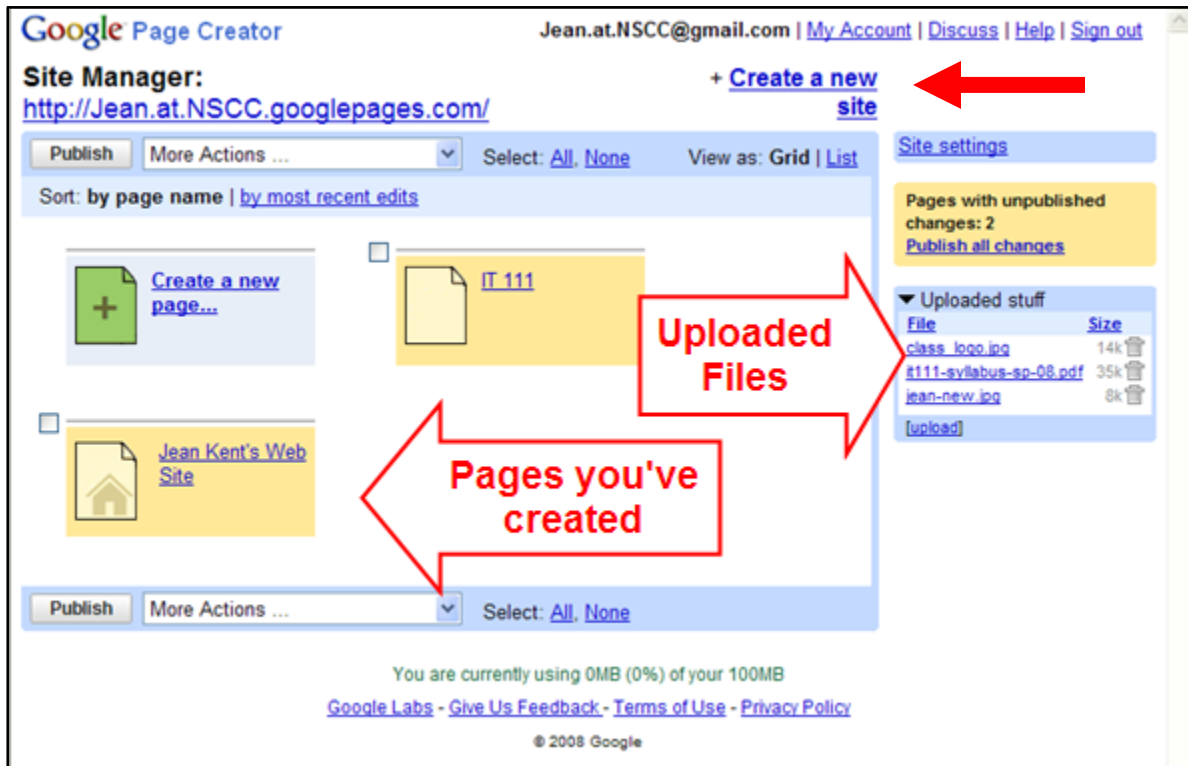 Google Page Creator
Jean.at.NSCC@gmail.com | My Account | Discuss | Help | Sign out
Site Manager:
http://Jean.at.NSCC.googlepages.com/
+ Create a new
site
Publish More Actions ... Select: All, None View as: Grid | List
Sort: by page name | by most recent edits
Create a new
page...
IT 111
Jean Kent's Web
Site
Uploaded
Files
Pages you've
created
Site settings
Pages with unpublished
changes: 2
Publish all changes
Uploaded stuff
File Size
class_logo.jpg 14k
it111-syllabus-sp-08.pdf 35k
jean-new.jpg 8k
[upload]
Publish More Actions ... Select: All, None
You are currently using 0MB (0%) of your 100MB
Google Labs - Give Us Feedback - Terms of Use - Privacy Policy
© 2008 Google